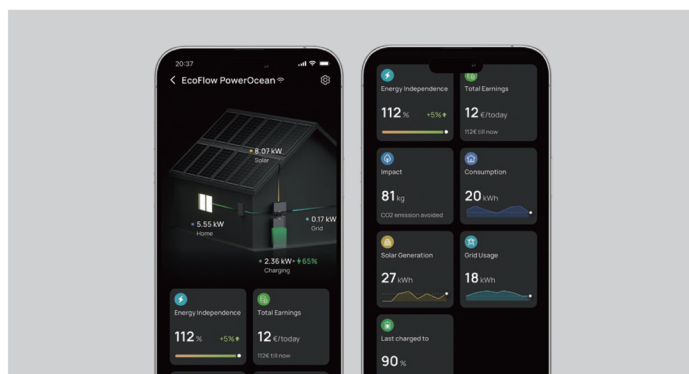 20:37
EcoFlow PowerOcean
8.07 kW
Solar
5.55 kW
Home
0.17 kW
Grid
2.36 kW 65%
Charging
Energy Independence
112 % +5%
Total Earnings
12 €/today
112€ till now
Energy Independence
112 % +5%
Total Earnings
12 €/today
112€ till now
Impact
81 kg
CO2 emission avoided
Consumption
20 kWh
Solar Generation
27 kWh
Grid Usage
18 kWh
Last charged to
90 %